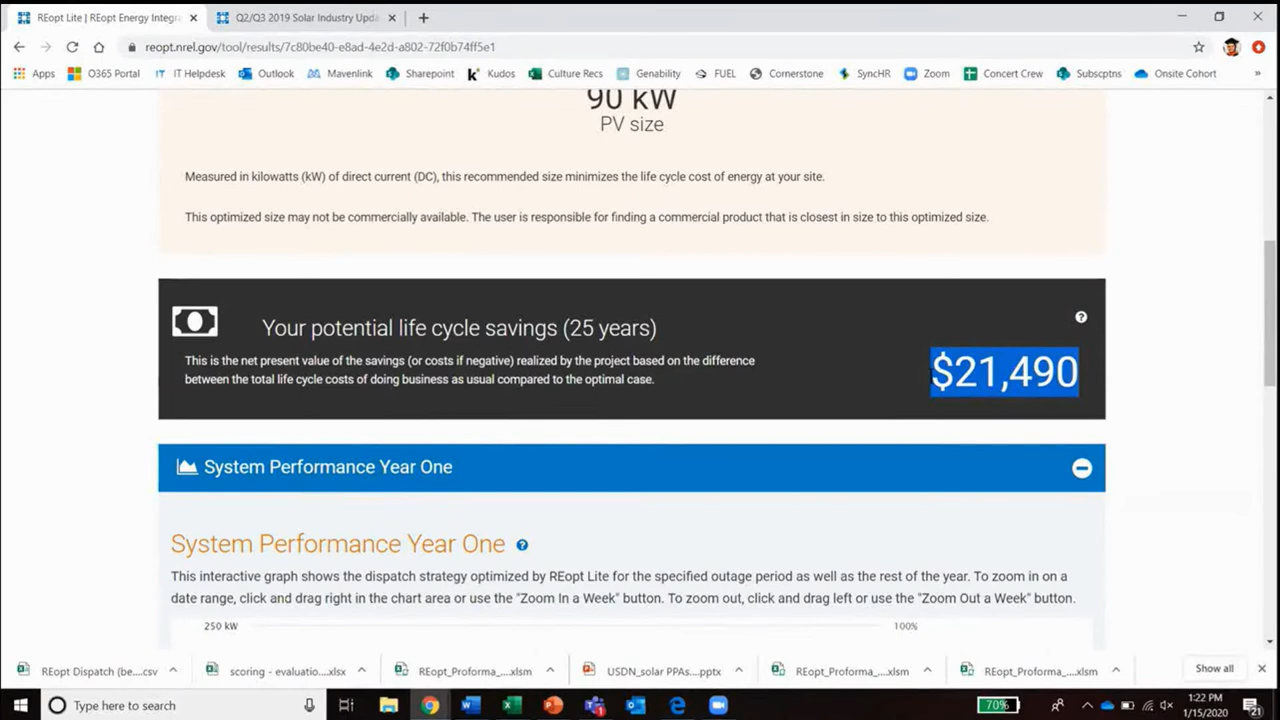 REopt Lite | REopt Energy Integra
Q2/Q3 2019 Solar Industry Upda
reopt.nrel.gov/tool/results/7c80be40-e8ad-4e2d-a802-72f0b74ff5e1
Apps O365 Portal IT Helpdesk Outlook Mavenlink Sharepoint Kudos Culture Recs Genability FUEL Cornerstone SyncHR Zoom Concert Crew Subscptns Onsite Cohort »
90 kW
PV size
Measured in kilowatts (kW) of direct current (DC), this recommended size minimizes the life cycle cost of energy at your site.
This optimized size may not be commercially available. The user is responsible for finding a commercial product that is closest in size to this optimized size.
Your potential life cycle savings (25 years)
This is the net present value of the savings (or costs if negative) realized by the project based on the difference
between the total life cycle costs of doing business as usual compared to the optimal case.
$21,490
System Performance Year One
System Performance Year One
This interactive graph shows the dispatch strategy optimized by REopt Lite for the specified outage period as well as the rest of the year. To zoom in on a
date range, click and drag right in the chart area or use the "Zoom In a Week" button. To zoom out, click and drag left or use the "Zoom Out a Week" button.
250 kW 100%
REopt Dispatch (be....csv scoring - evaluatio....xlsx REopt_Proforma_....xlsm USDN_solar PPAs....pptx REopt_Proforma_....xlsm REopt_Proforma_....xlsm Show all
Type here to search
70%
1:22 PM
1/15/2020
21